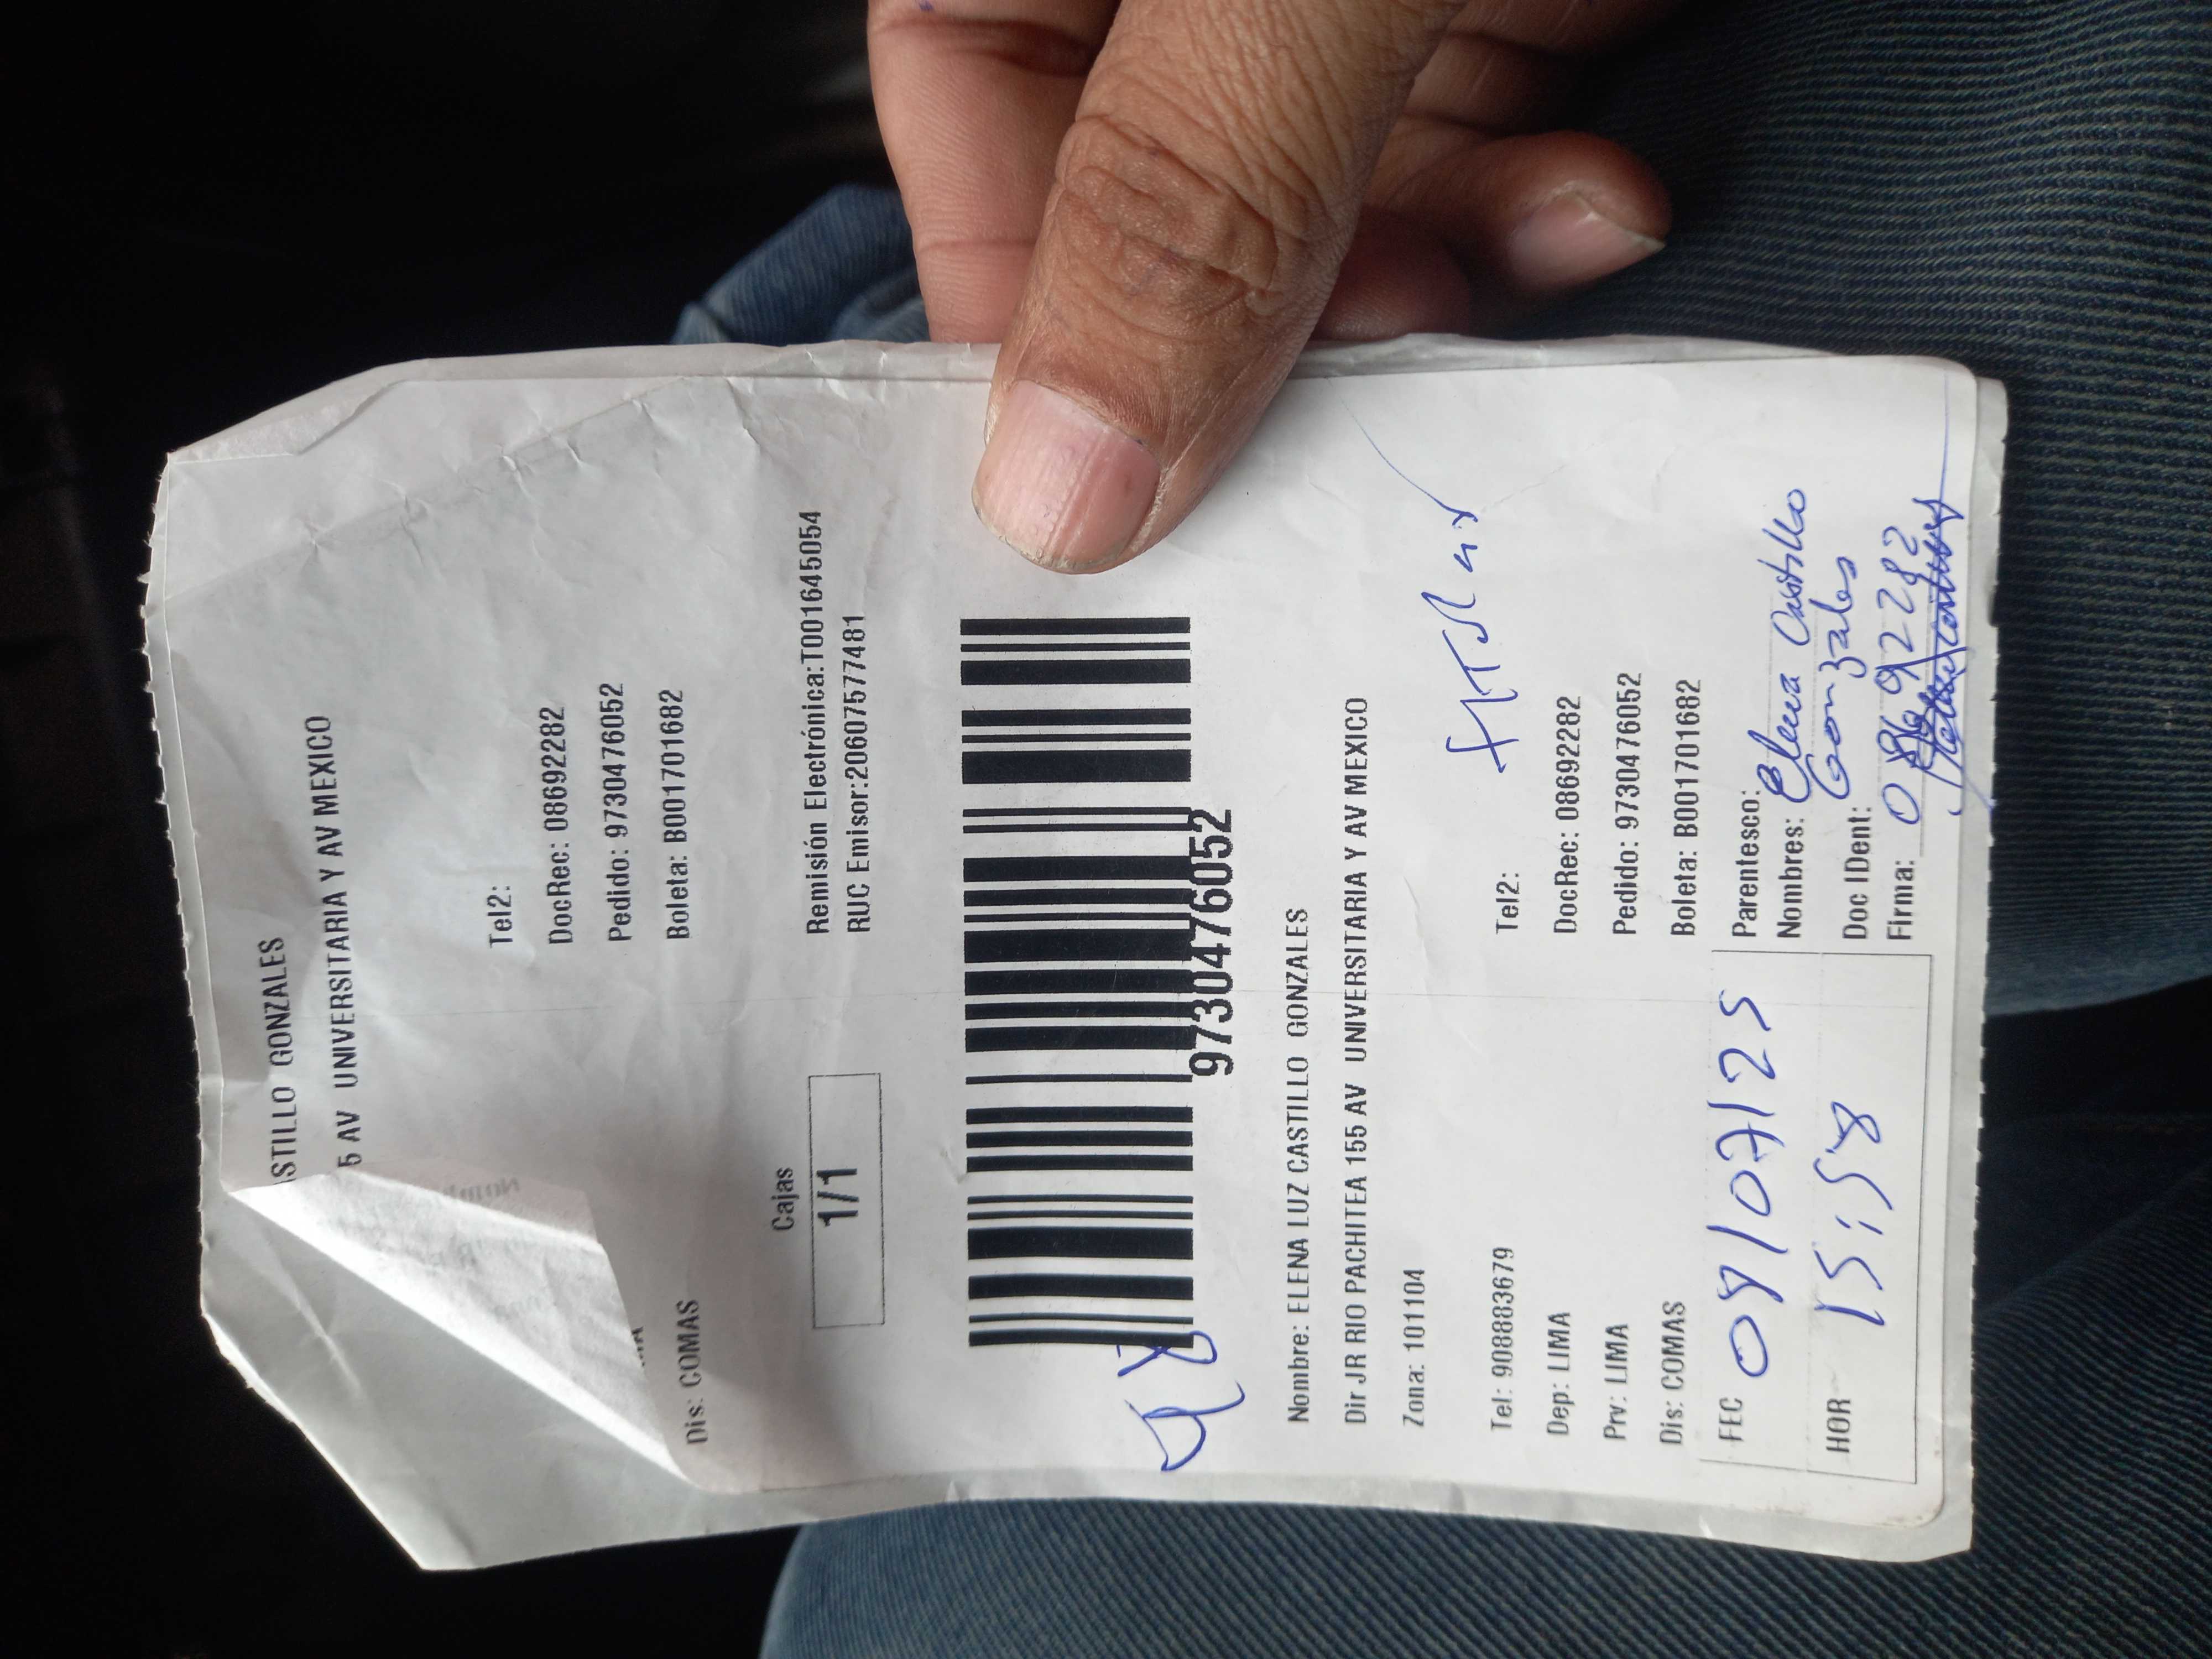 STILLO GONZALES
5 AV UNIVERSITARIA Y AV MEXICO
Tel2:
DocRec: 08692282
Pedido: 9730476052
Dis: COMAS
Boleta: B001701682
Cajas
1/1
Remisión Electrónica:T001645054
RUC Emisor:20607577481
9730476052
Nombre: ELENA LUZ CASTILLO GONZALES
Dir JR RIO PACHITEA 155 AV UNIVERSITARIA Y AV MEXICO
Zona: 101104
Titular
Tel: 908883679
Tel2:
Dep: LIMA
DocRec: 08692282
Prv: LIMA
Pedido: 9730476052
Dis: COMAS
Boleta: B001701682
FEC 09/07/25
HOR 15:58
Parentesco:
Nombres: Elena Castillo
Gonzales
Doc IDent: 08692282
Firma: